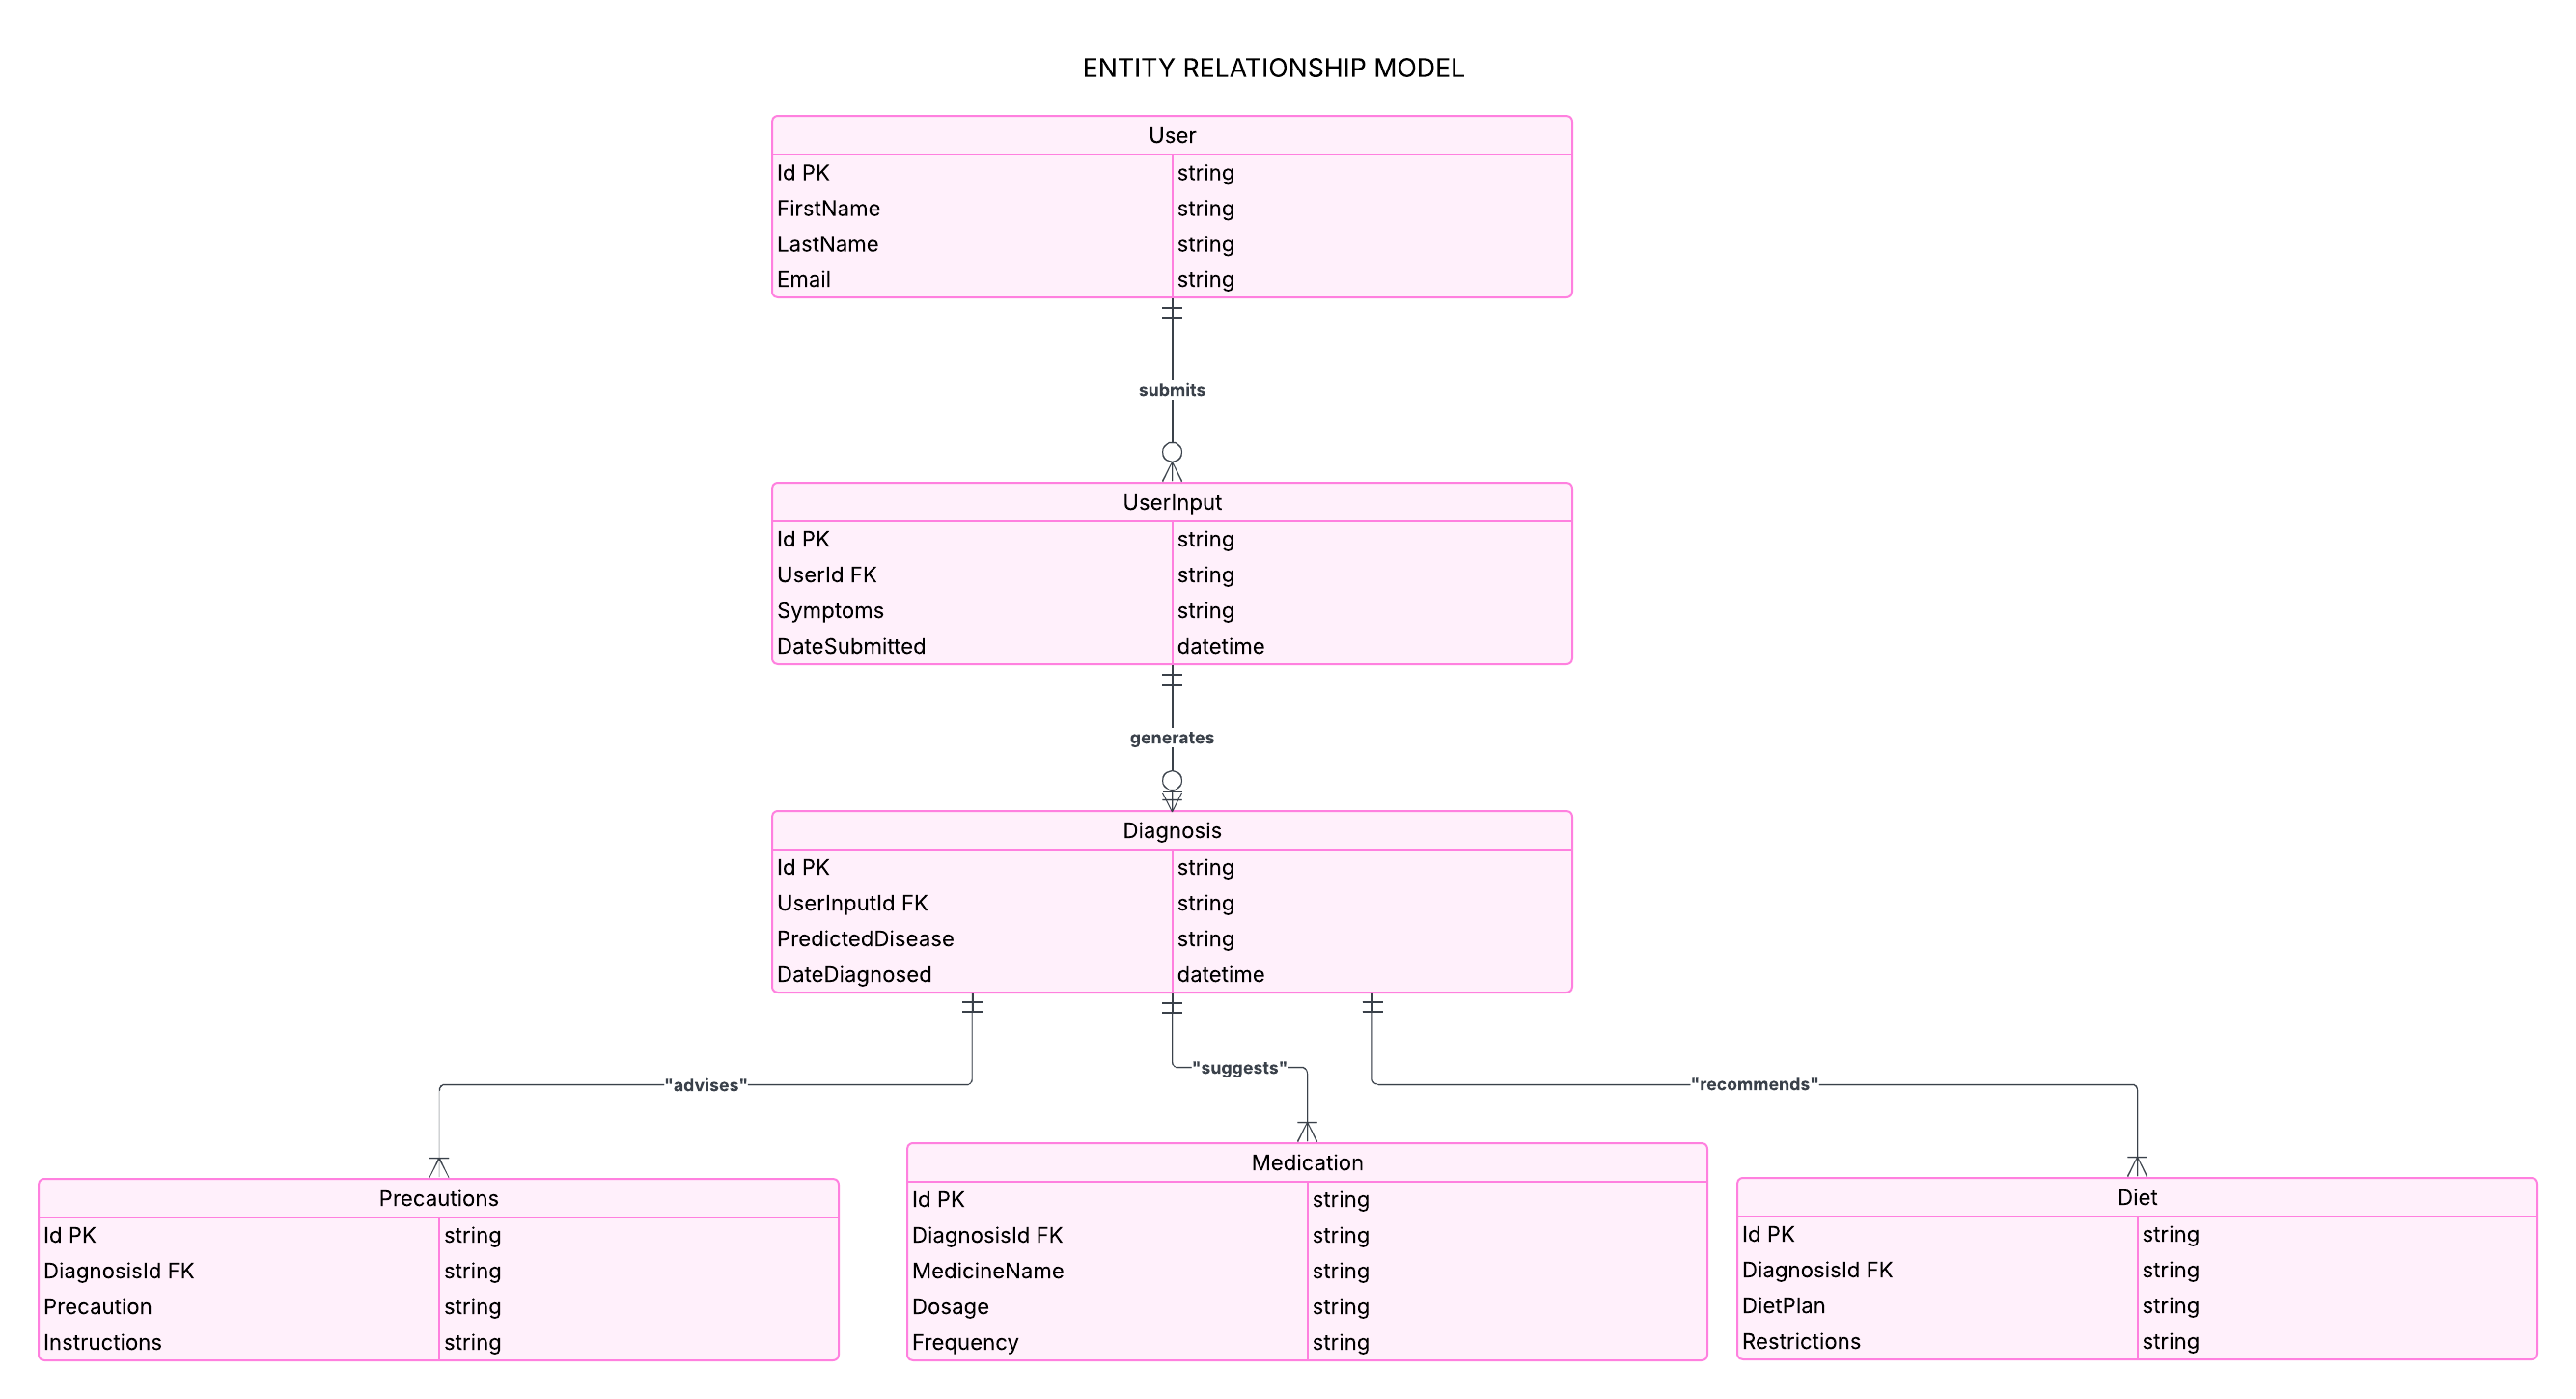 ENTITY RELATIONSHIP MODEL
User
Id PK string
FirstName string
LastName string
Email string
submits
UserInput
Id PK string
UserId FK string
Symptoms string
DateSubmitted datetime
generates
Diagnosis
Id PK string
UserInputId FK string
PredictedDisease string
DateDiagnosed datetime
"advises"
"suggests"
"recommends"
Precautions
Id PK string
DiagnosisId FK string
Precaution string
Instructions string
Medication
Id PK string
DiagnosisId FK string
MedicineName string
Dosage string
Frequency string
Diet
Id PK string
DiagnosisId FK string
DietPlan string
Restrictions string